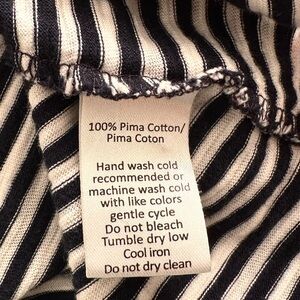 100% Pima Cotton/
Pima Coton
Hand wash cold
recommended or
machine wash cold
with like colors
gentle cycle
Do not bleach
Tumble dry low
Cool iron
Do not dry clean